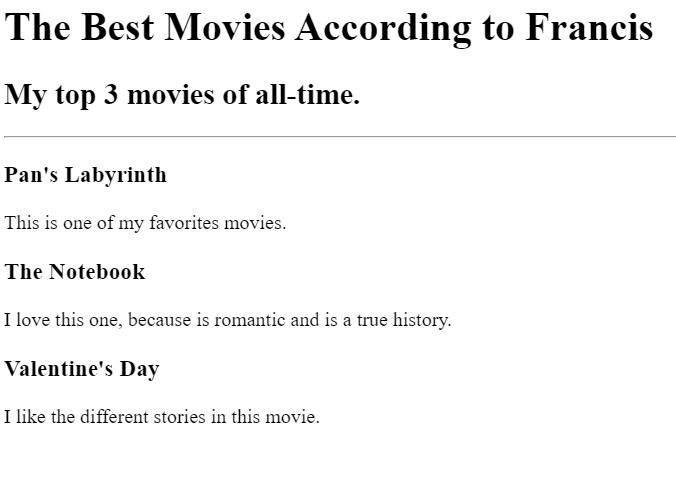 The Best Movies According to Francis
My top 3 movies of all-time.
Pan's Labyrinth
This is one of my favorites movies.
The Notebook
I love this one, because is romantic and is a true history.
Valentine's Day
I like the different stories in this movie.